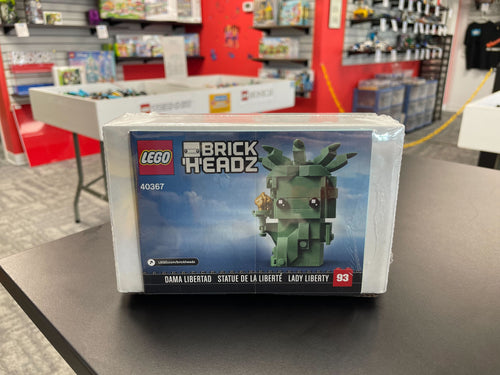 LEGO
BRICK
HEADZ
40367
LEGO.com/brickheadz
DAMA LIBERTAD STATUE DE LA LIBERTÉ LADY LIBERTY 93